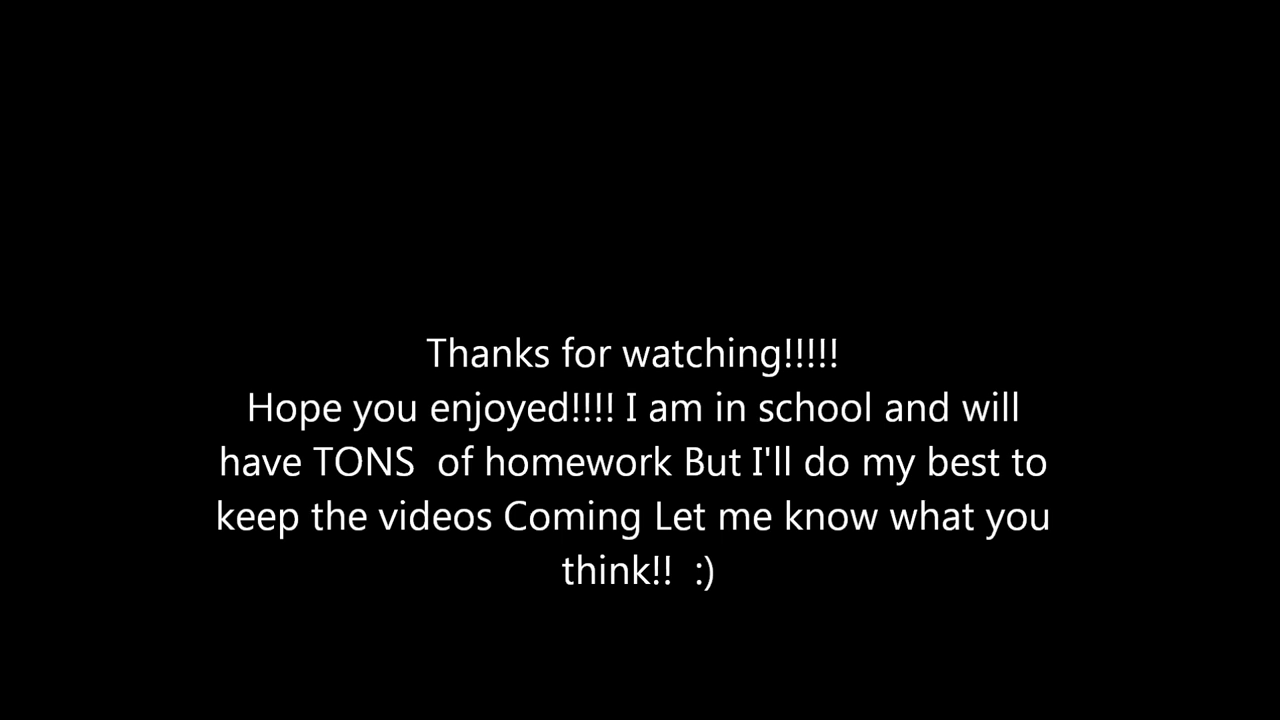 Thanks for watching!!!!!
Hope you enjoyed!!!! I am in school and will
have TONS  of homework But I'll do my best to
keep the videos Coming Let me know what you
think!!  :)